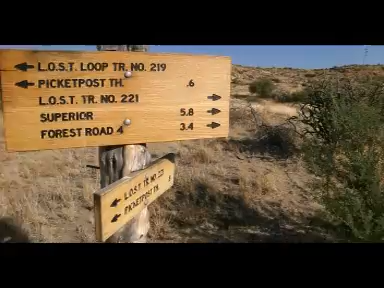 L.O.S.T. LOOP TR. NO. 219
PICKETPOST TH. .6
L.O.S.T. TR. NO. 221
SUPERIOR 5.8
FOREST ROAD 4 3.4
L.O.S.T. TR. NO. 221
PICKETPOST TH.